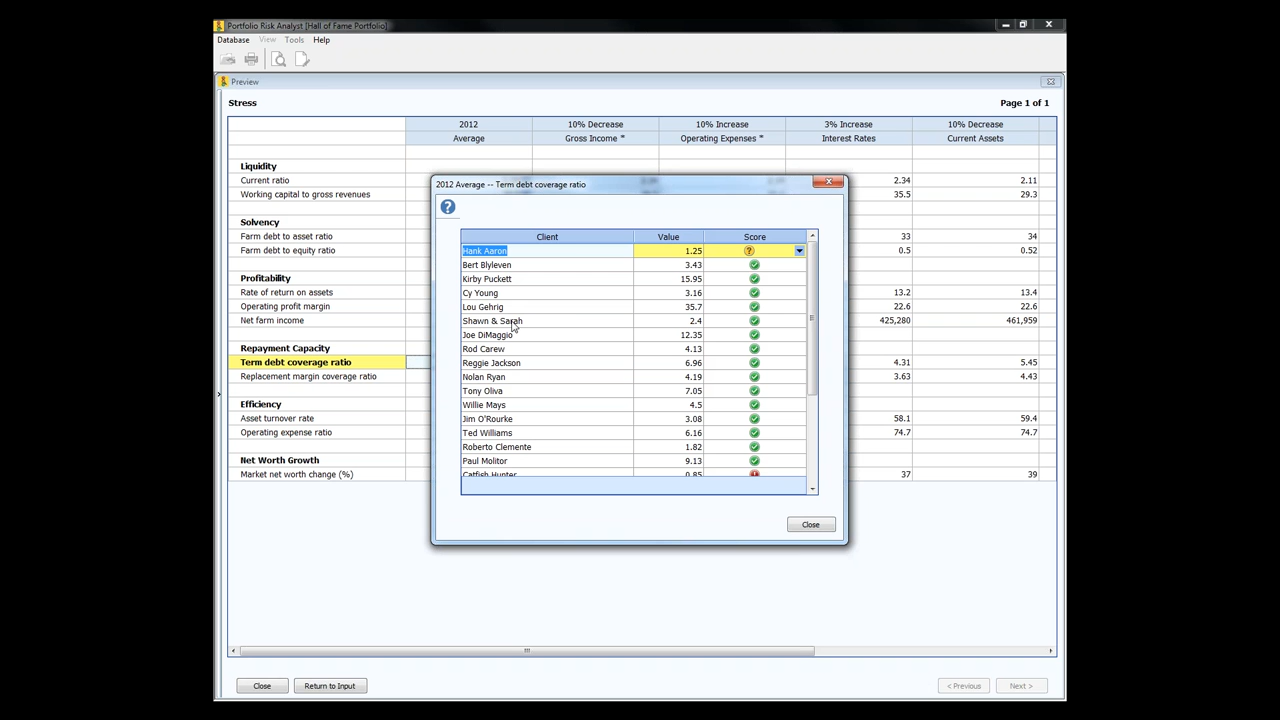 Portfolio Risk Analyst [Hall of Fame Portfolio]
Database View Tools Help
Preview
Stress Page 1 of 1
2012 10% Decrease 10% Increase 3% Increase 10% Decrease
Average Gross Income * Operating Expenses * Interest Rates Current Assets
Liquidity
Current ratio 2.34 2.11
Working capital to gross revenues 35.5 29.3
Solvency
Farm debt to asset ratio 33 34
Farm debt to equity ratio 0.5 0.52
Profitability
Rate of return on assets 13.2 13.4
Operating profit margin 22.6 22.6
Net farm income 425,280 461,959
Repayment Capacity
Term debt coverage ratio 4.31 5.45
Replacement margin coverage ratio 3.63 4.43
Efficiency
Asset turnover rate 58.1 59.4
Operating expense ratio 74.7 74.7
Net Worth Growth
Market net worth change (%) 37 39
2012 Average -- Term debt coverage ratio
Client Value Score
Hank Aaron 1.25
Bert Blyleven 3.43
Kirby Puckett 15.95
Cy Young 3.16
Lou Gehrig 35.7
Shawn & Sarah 2.4
Joe DiMaggio 12.35
Rod Carew 4.13
Reggie Jackson 6.96
Nolan Ryan 4.19
Tony Oliva 7.05
Willie Mays 4.5
Jim O'Rourke 3.08
Ted Williams 6.16
Roberto Clemente 1.82
Paul Molitor 9.13
Catfish Hunter 0.85
Close
Close Return to Input < Previous Next >